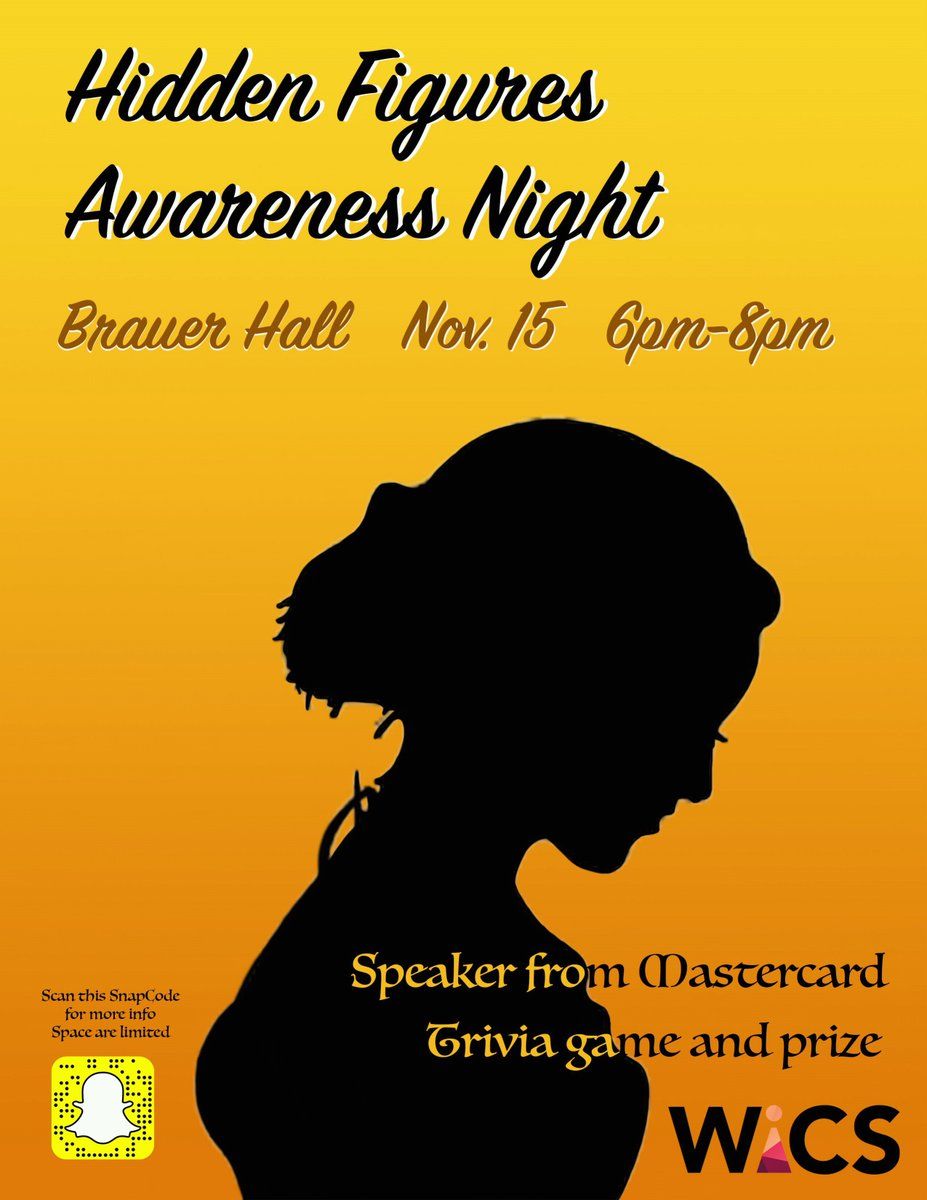 Hidden Figures
Awareness Night
Brauer Hall Nov. 15 6pm-8pm
Speaker from Mastercard
Trivia game and prize
Scan this SnapCode
for more info
Space are limited
WiCS